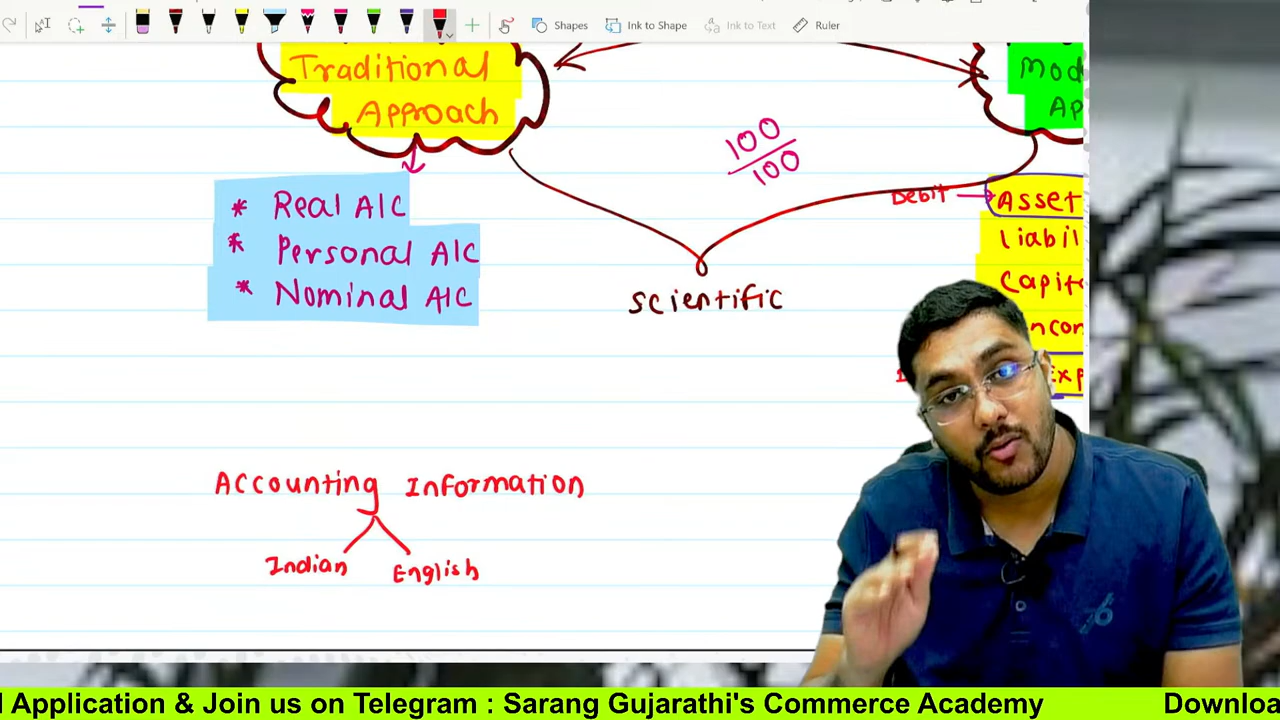 Shapes
Ink to Shape
Ink to Text
Ruler
Traditional
Approach
100
100
Debit
Asset
* Real A/C
* Personal A/C
* Nominal A/C
scientific
Accounting Information
Indian
English
Application & Join us on Telegram : Sarang Gujarathi's Commerce Academy